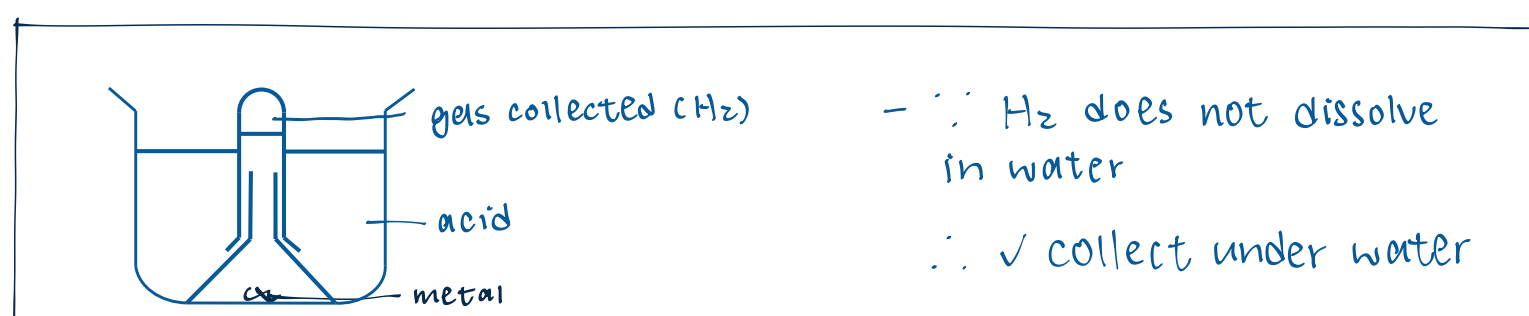 gas collected (H₂)
acid
metal
- ∵ H₂ does not dissolve
in water
∴ ✓ collect under water